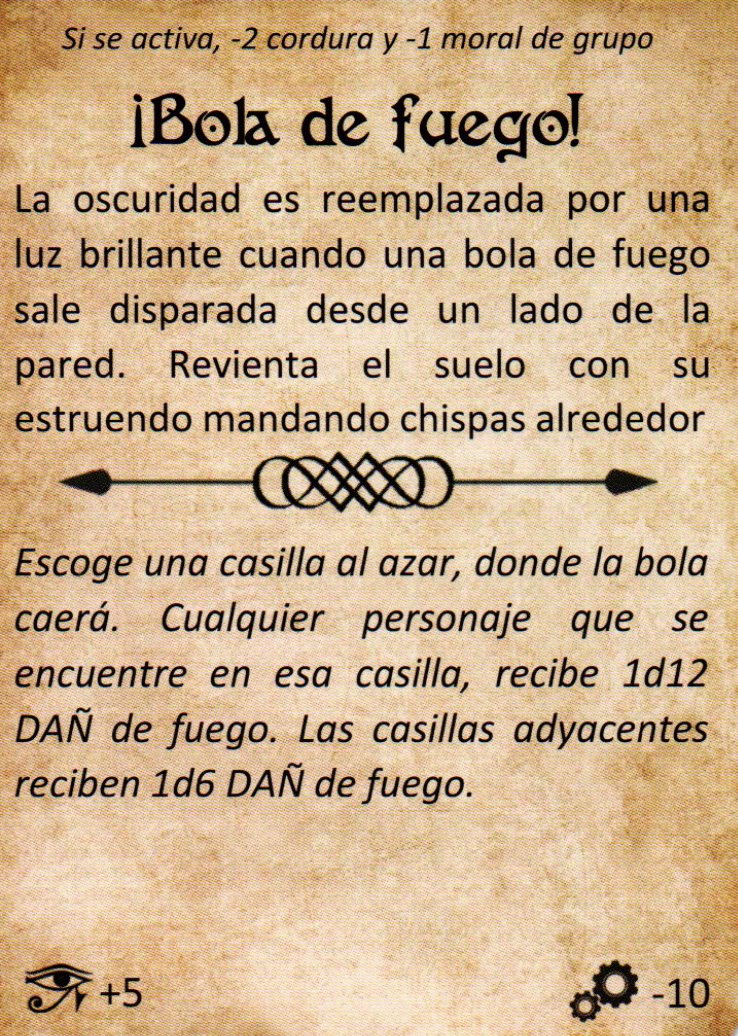 Si se activa, -2 cordura y -1 moral de grupo
¡Bola de fuego!
La oscuridad es reemplazada por una
luz brillante cuando una bola de fuego
sale disparada desde un lado de la
pared. Revienta el suelo con su
estruendo mandando chispas alrededor
Escoge una casilla al azar, donde la bola
caerá. Cualquier personaje que se
encuentre en esa casilla, recibe 1d12
DAÑ de fuego. Las casillas adyacentes
reciben 1d6 DAÑ de fuego.
+5
-10